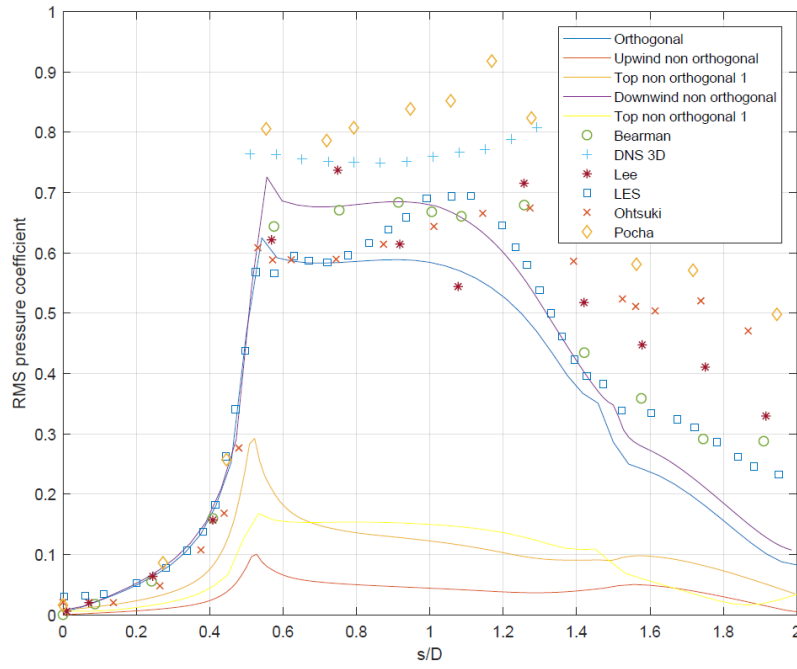 1
0.9
0.8
0.7
0.6
0.5
0.4
0.3
0.2
0.1
0
RMS pressure coefficient
Orthogonal
Upwind non orthogonal
Top non orthogonal 1
Downwind non orthogonal
Top non orthogonal 1
Bearman
DNS 3D
Lee
LES
Ohtsuki
Pocha
0 0.2 0.4 0.6 0.8 1 1.2 1.4 1.6 1.8 2
s/D